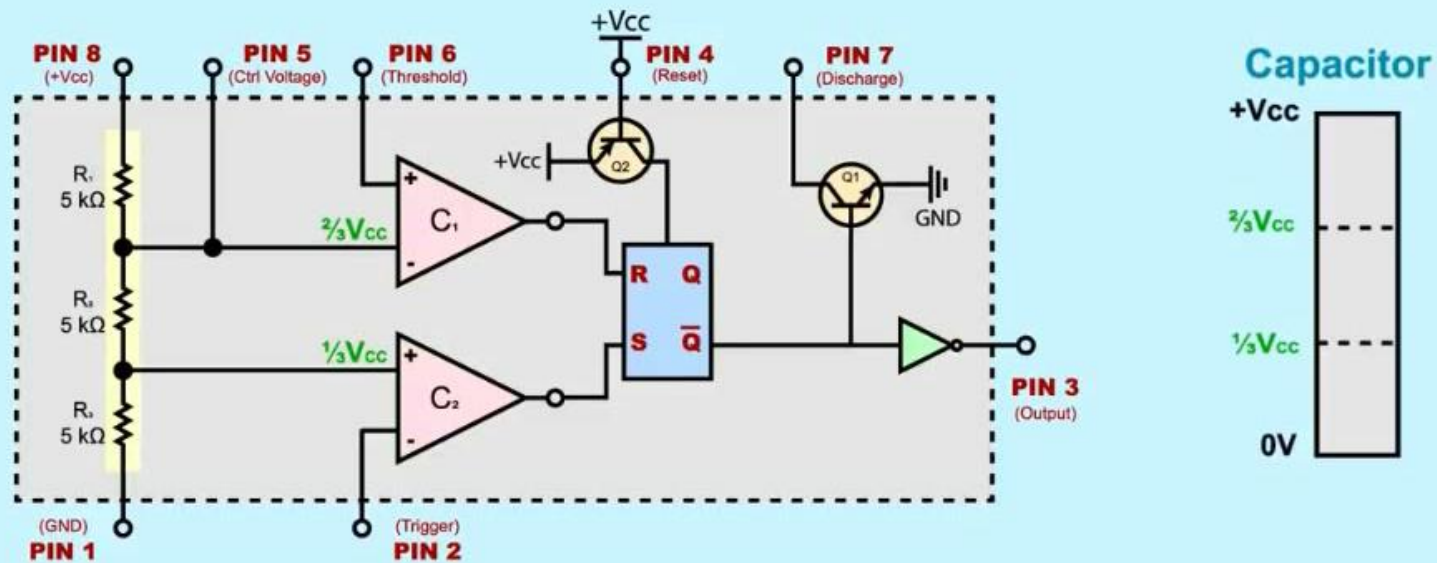 +Vcc
PIN 8
(+Vcc)
PIN 5
(Ctrl Voltage)
PIN 6
(Threshold)
PIN 4
(Reset)
PIN 7
(Discharge)
Capacitor
+Vcc
⅔Vcc
⅓Vcc
0V
R₁
5 kΩ
R₂
5 kΩ
R₃
5 kΩ
⅔Vcc
⅓Vcc
+
C₁
-
+
C₂
-
+Vcc
Q2
Q1
GND
R Q
S Q̅
PIN 3
(Output)
(GND)
PIN 1
(Trigger)
PIN 2